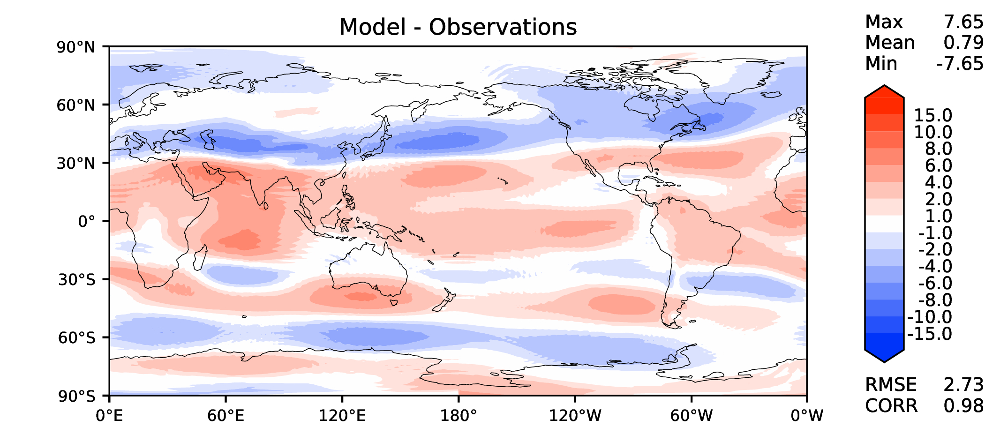 Model - Observations
Max 7.65
Mean 0.79
Min -7.65
90°N
60°N
30°N
0°
30°S
60°S
90°S
0°E 60°E 120°E 180° 120°W 60°W 0°W
15.0
10.0
8.0
6.0
4.0
2.0
1.0
-1.0
-2.0
-4.0
-6.0
-8.0
-10.0
-15.0
RMSE 2.73
CORR 0.98